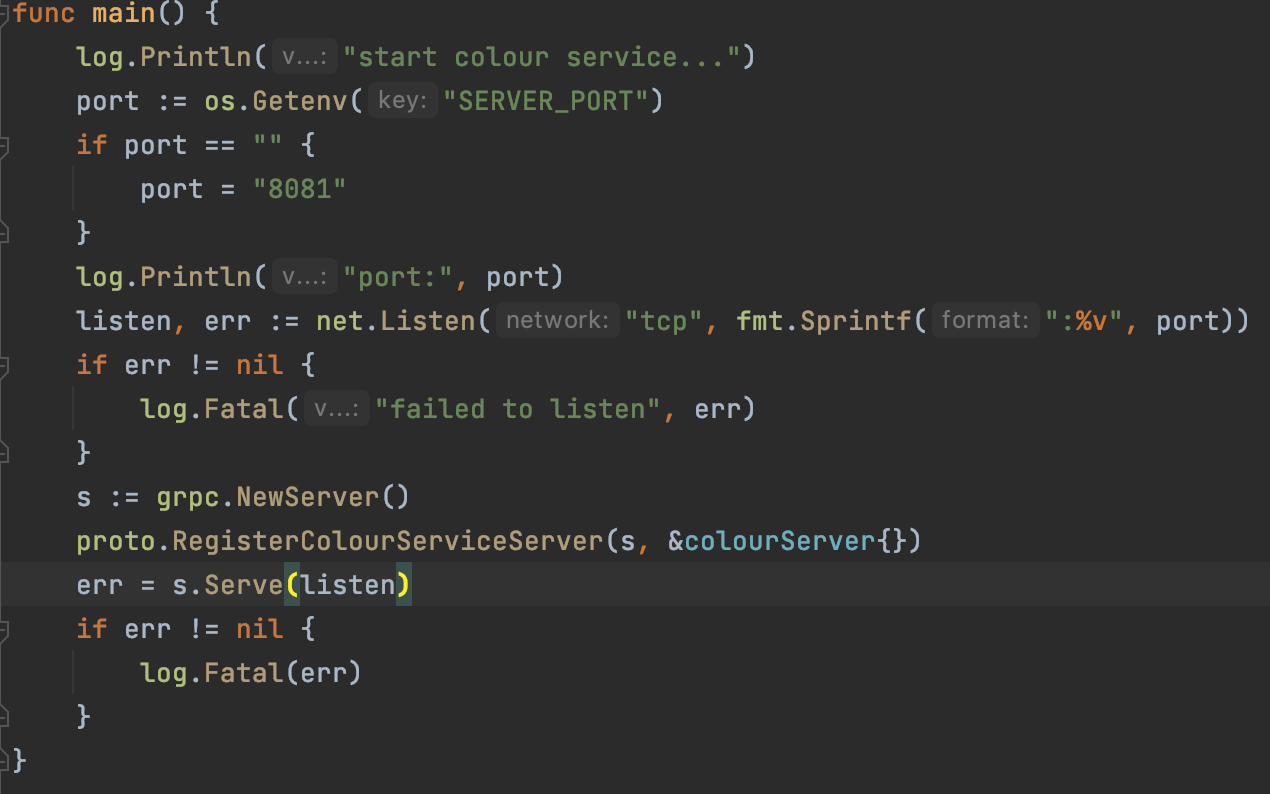 func main() {
    log.Println( v...: "start colour service...")
    port := os.Getenv( key: "SERVER_PORT")
    if port == "" {
        port = "8081"
    }
    log.Println( v...: "port:", port)
    listen, err := net.Listen( network: "tcp", fmt.Sprintf( format: ":%v", port))
    if err != nil {
        log.Fatal( v...: "failed to listen", err)
    }
    s := grpc.NewServer()
    proto.RegisterColourServiceServer(s, &colourServer{})
    err = s.Serve(listen)
    if err != nil {
        log.Fatal(err)
    }
}